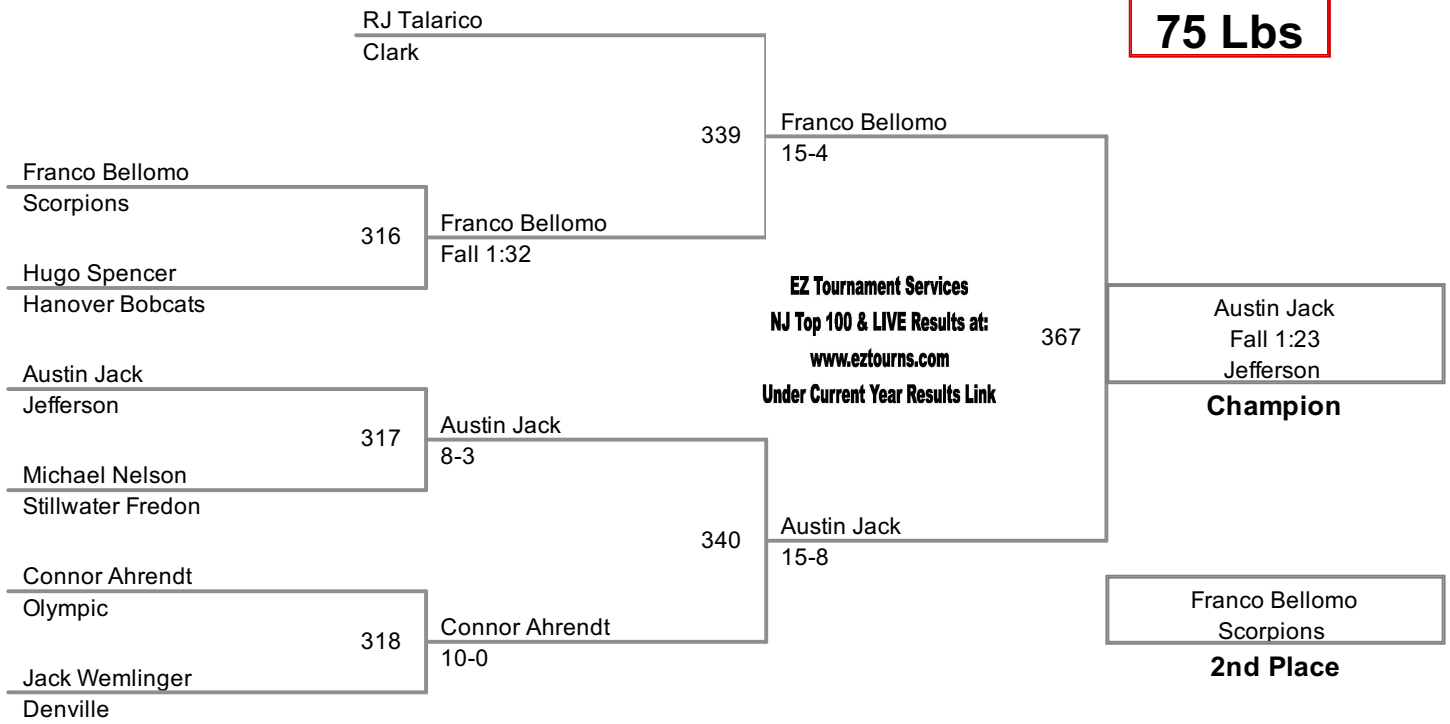 RJ Talarico
Clark
75 Lbs
339
Franco Bellomo
15-4
Franco Bellomo
Scorpions
316
Franco Bellomo
Fall 1:32
Hugo Spencer
Hanover Bobcats
EZ Tournament Services
NJ Top 100 & LIVE Results at:
www.eztourns.com
Under Current Year Results Link
367
Austin Jack
Fall 1:23
Jefferson
Champion
Austin Jack
Jefferson
317
Austin Jack
8-3
Michael Nelson
Stillwater Fredon
340
Austin Jack
15-8
Connor Ahrendt
Olympic
318
Connor Ahrendt
10-0
Jack Wemlinger
Denville
Franco Bellomo
Scorpions
2nd Place